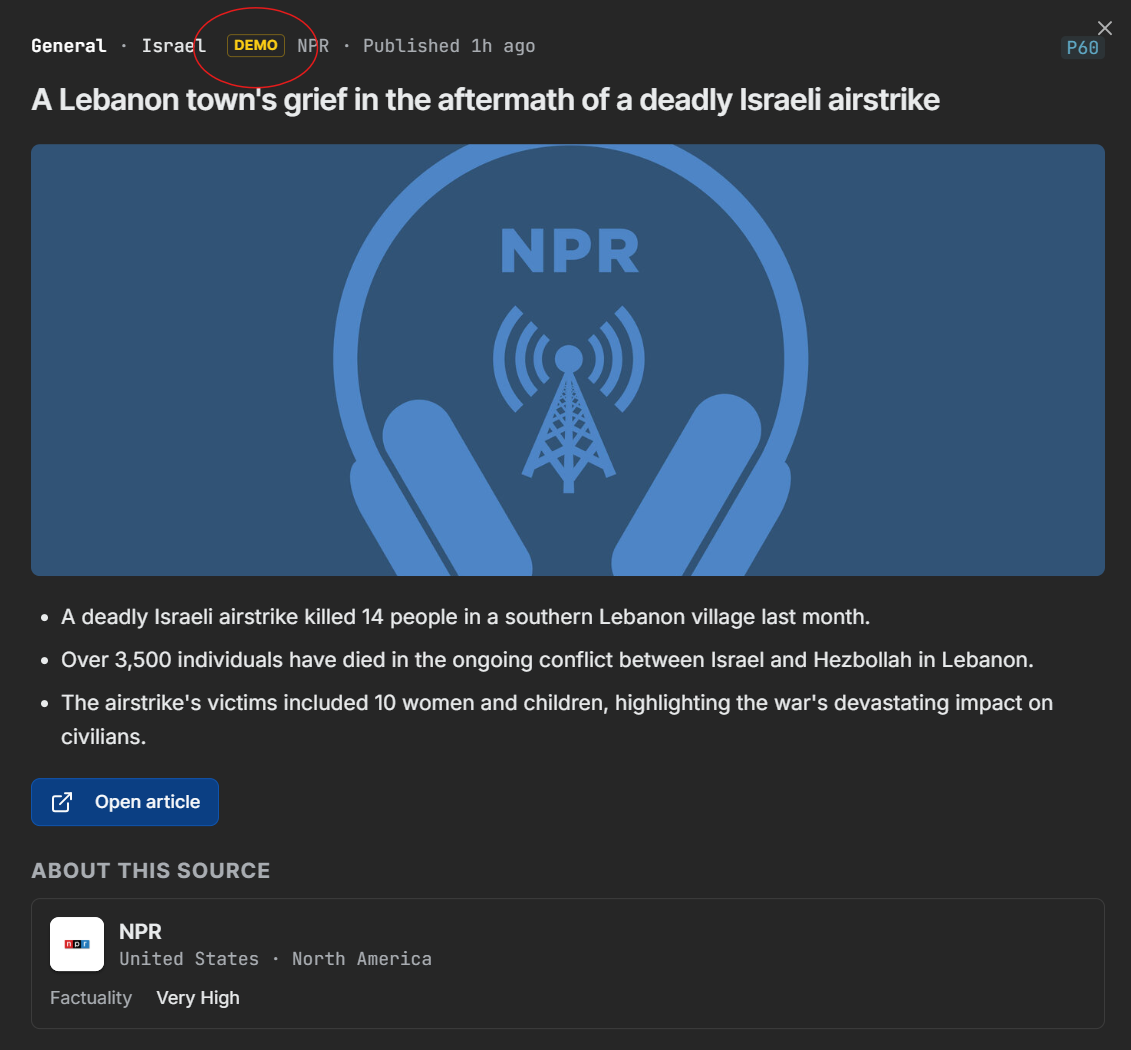 General · Israel DEMO NPR · Published 1h ago
P60
A Lebanon town's grief in the aftermath of a deadly Israeli airstrike
NPR
• A deadly Israeli airstrike killed 14 people in a southern Lebanon village last month.
• Over 3,500 individuals have died in the ongoing conflict between Israel and Hezbollah in Lebanon.
• The airstrike's victims included 10 women and children, highlighting the war's devastating impact on
civilians.
Open article
ABOUT THIS SOURCE
npr
NPR
United States · North America
Factuality Very High